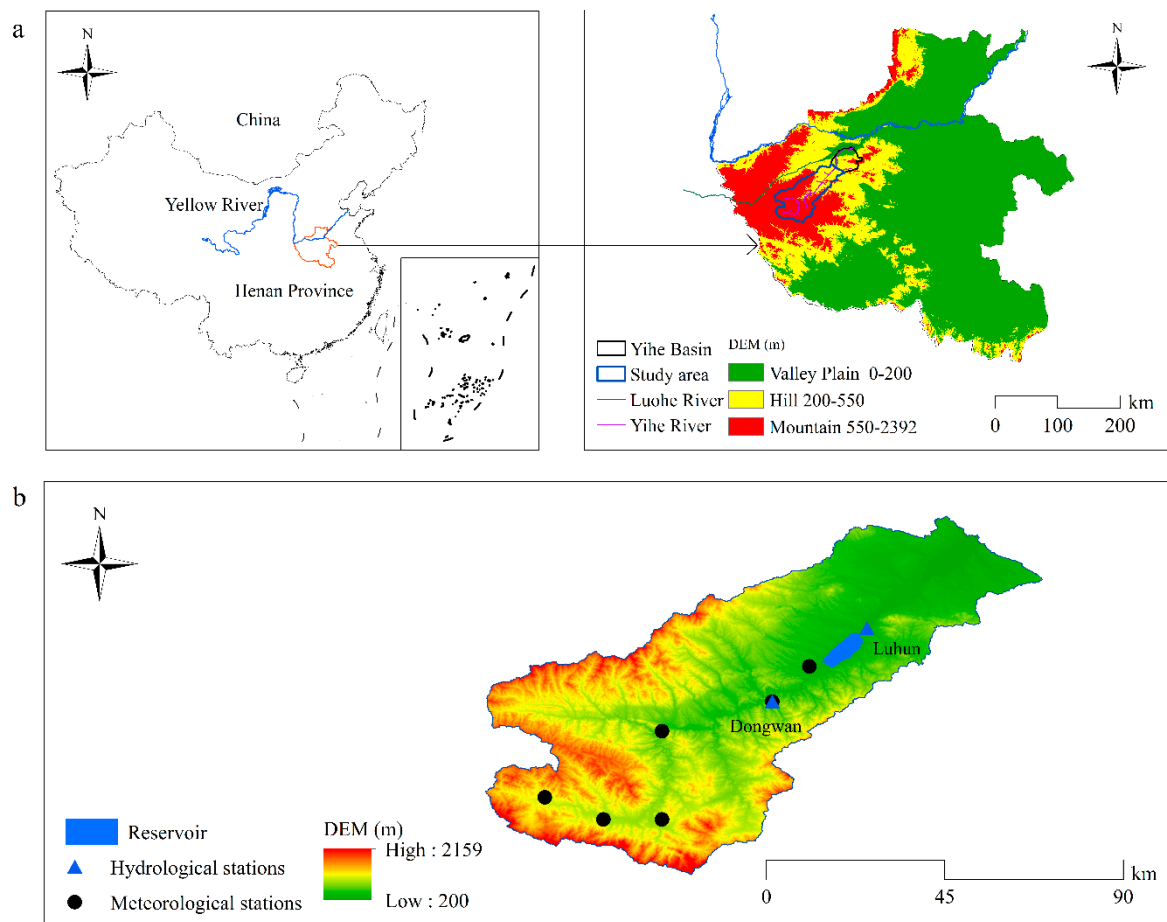 a
N
China
Yellow River
Henan Province
N
Yihe Basin
Study area
Luohe River
Yihe River
DEM (m)
Valley Plain 0-200
Hill 200-550
Mountain 550-2392
km
0 100 200
b
N
Luhun
Dongwan
Reservoir
Hydrological stations
Meteorological stations
DEM (m)
High : 2159
Low : 200
km
0 45 90